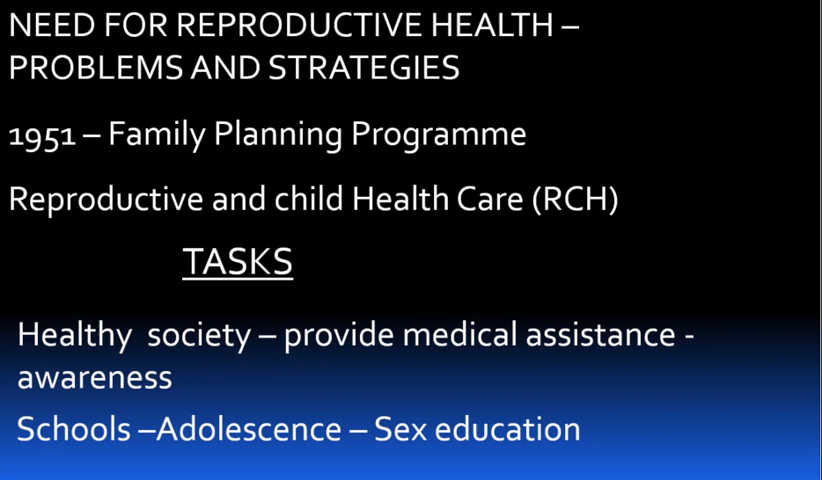 NEED FOR REPRODUCTIVE HEALTH –
PROBLEMS AND STRATEGIES
1951 – Family Planning Programme
Reproductive and child Health Care (RCH)
TASKS
Healthy society – provide medical assistance -
awareness
Schools –Adolescence – Sex education